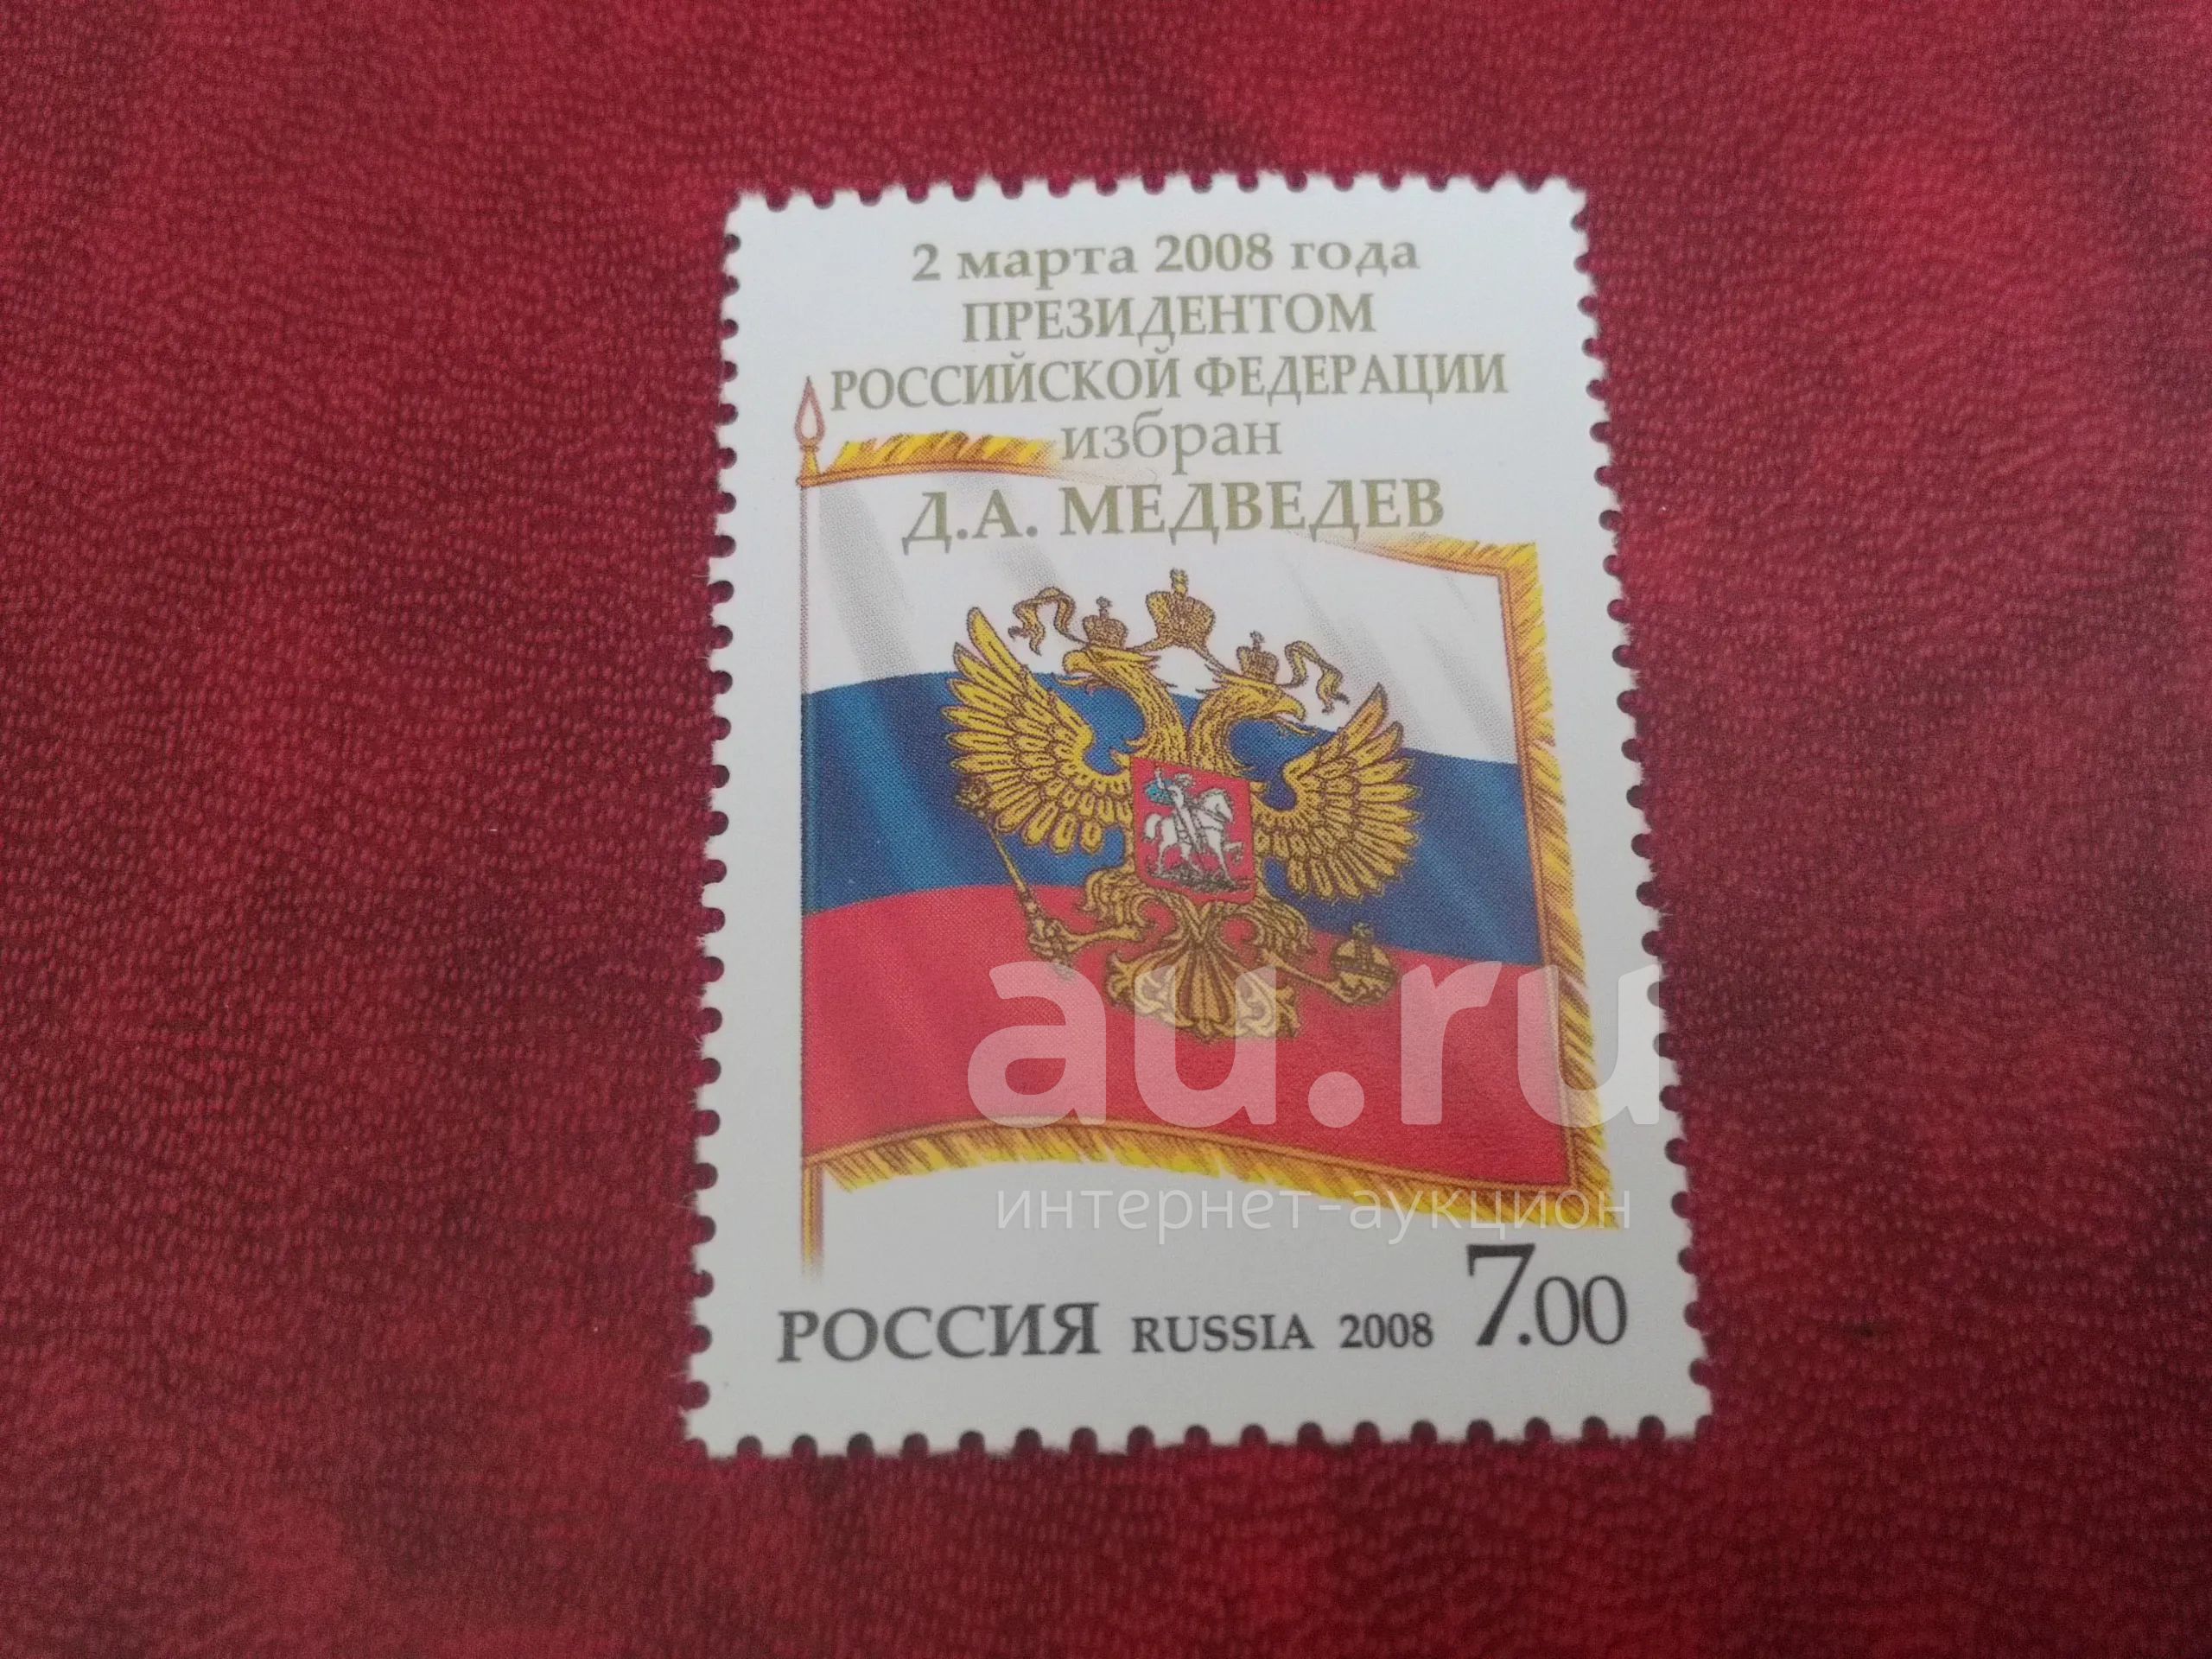 2 марта 2008 года
ПРЕЗИДЕНТОМ
РОССИЙСКОЙ ФЕДЕРАЦИИ
избран
Д.А. МЕДВЕДЕВ
au.ru
интернет-аукцион
РОССИЯ RUSSIA 2008 7.00